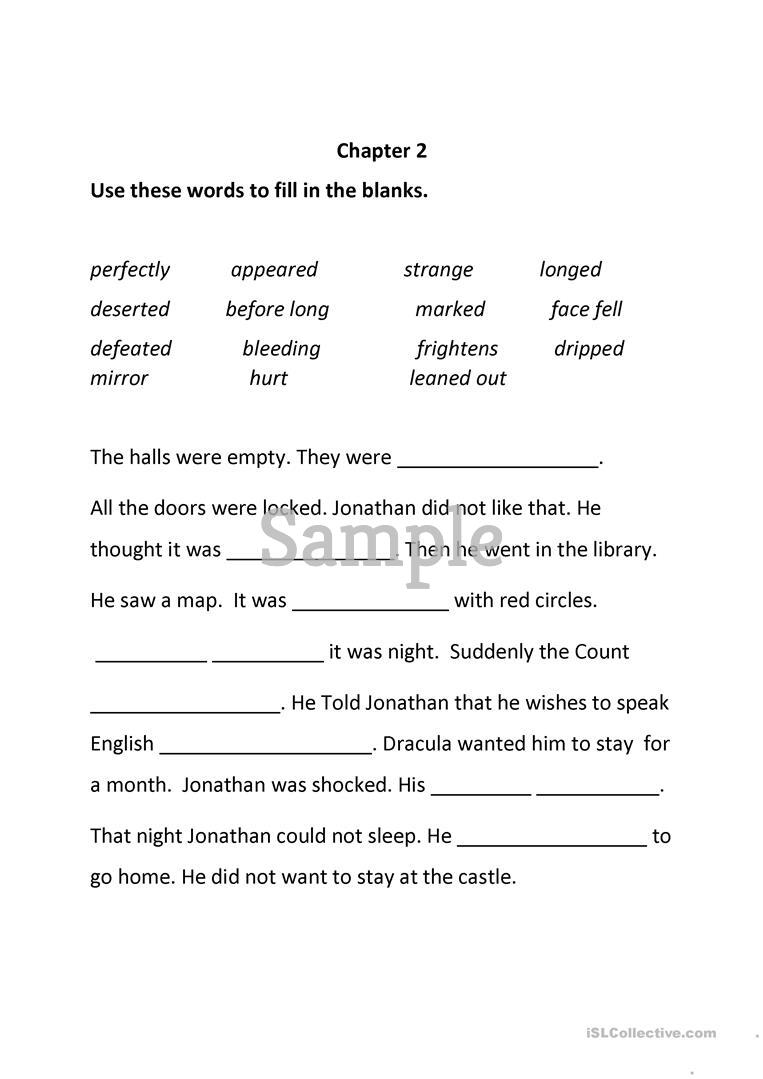 Chapter 2
Use these words to fill in the blanks.
perfectly appeared strange longed
deserted before long marked face fell
defeated bleeding frightens dripped
mirror hurt leaned out
The halls were empty. They were ___________________.
All the doors were locked. Jonathan did not like that. He
thought it was ________________. Then he went in the library.
He saw a map. It was _______________ with red circles.
___________ ___________ it was night. Suddenly the Count
__________________. He Told Jonathan that he wishes to speak
English ____________________. Dracula wanted him to stay for
a month. Jonathan was shocked. His __________ ____________.
That night Jonathan could not sleep. He __________________ to
go home. He did not want to stay at the castle.
Sample
iSLCollective.com